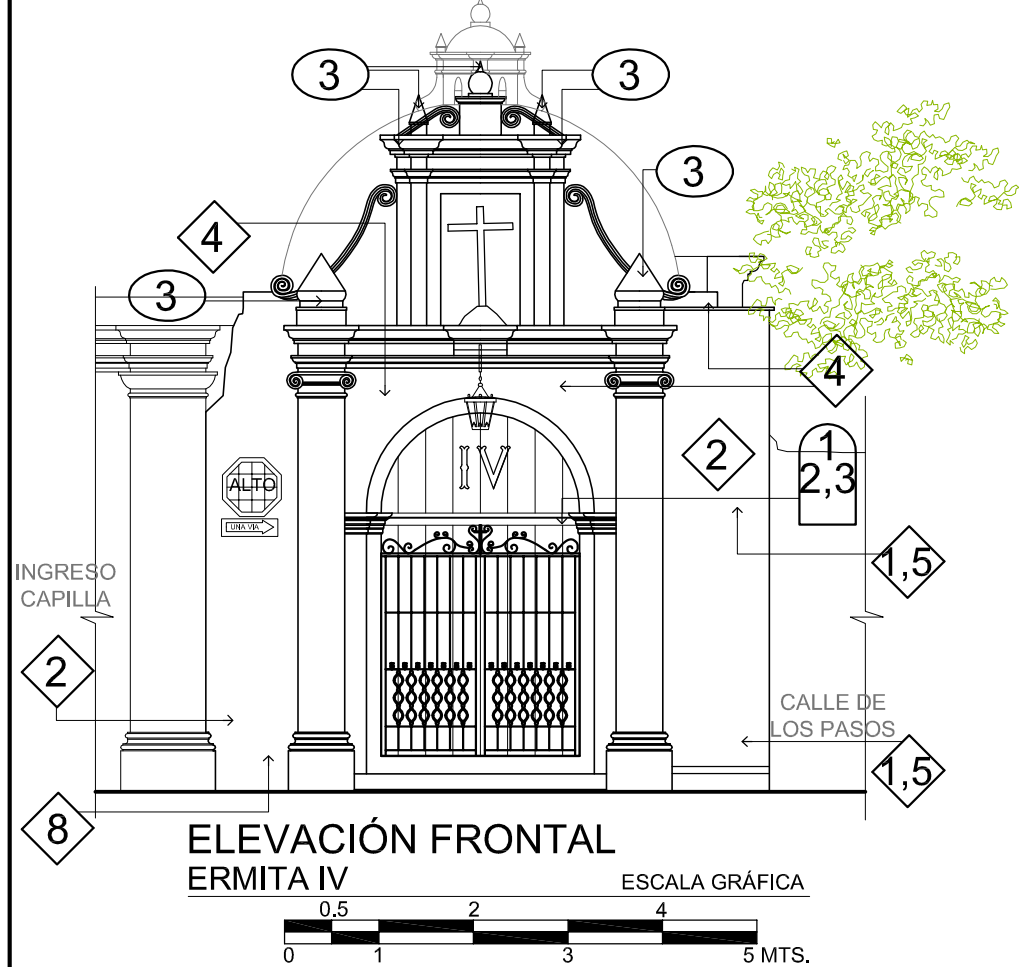 3
3
3
4
3
4
IV
2
1
2,3
ALTO
UNA VIA
1,5
INGRESO
CAPILLA
2
CALLE DE
LOS PASOS
1,5
8
ELEVACIÓN FRONTAL
ERMITA IV
ESCALA GRÁFICA
0.5 2 4
0 1 3 5 MTS.